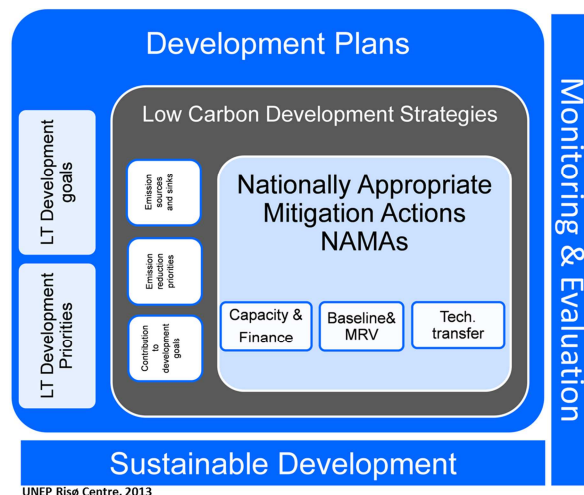 Development Plans
Low Carbon Development Strategies
LT Development
goals
LT Development
Priorities
Emission
sources
and sinks
Emission
reduction
priorities
Contribution
to
development
goals
Nationally Appropriate
Mitigation Actions
NAMAs
Capacity &
Finance
Baseline&
MRV
Tech.
transfer
Monitoring & Evaluation
Sustainable Development
UNEP Risø Centre, 2013